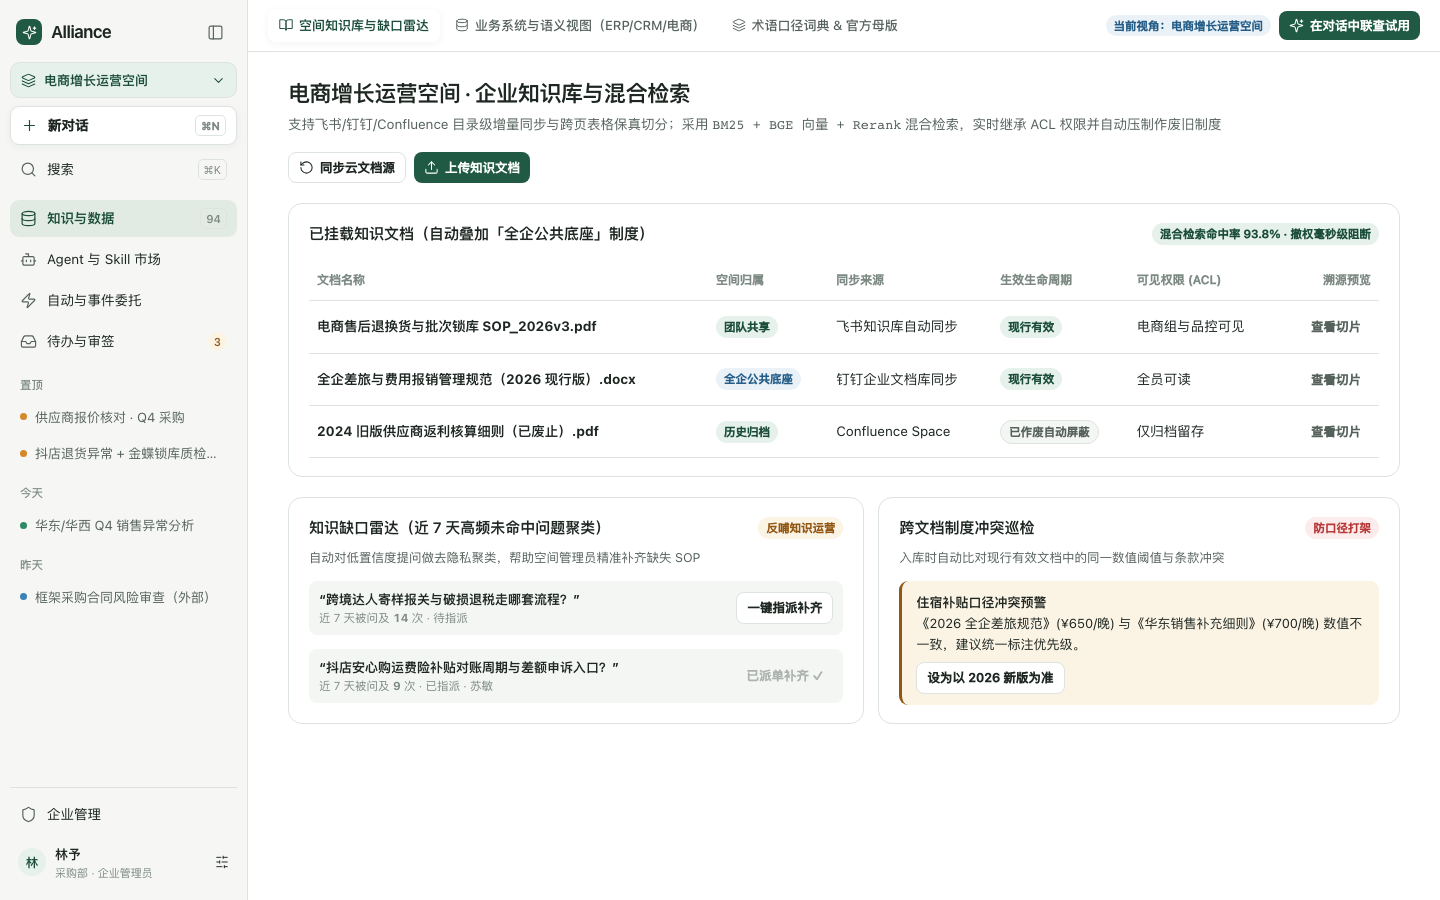 Alliance
电商增长运营空间
新对话 ⌘N
搜索 ⌘K
知识与数据 94
Agent 与 Skill 市场
自动与事件委托
待办与审签 3
置顶
供应商报价核对 · Q4 采购
抖店退货异常 + 金蝶锁库质检...
今天
华东/华西 Q4 销售异常分析
昨天
框架采购合同风险审查（外部）
企业管理
林 林予
采购部 · 企业管理员
空间知识库与缺口雷达 业务系统与语义视图（ERP/CRM/电商） 术语口径词典 & 官方母版 当前视角：电商增长运营空间 在对话中联查试用
电商增长运营空间 · 企业知识库与混合检索
支持飞书/钉钉/Confluence 目录级增量同步与跨页表格保真切分；采用 BM25 + BGE 向量 + Rerank 混合检索，实时继承 ACL 权限并自动压制作废旧制度
同步云文档源 上传知识文档
已挂载知识文档（自动叠加「全企公共底座」制度） 混合检索命中率 93.8% · 撤权毫秒级阻断
文档名称 空间归属 同步来源 生效生命周期 可见权限 (ACL) 溯源预览
电商售后退换货与批次锁库 SOP_2026v3.pdf 团队共享 飞书知识库自动同步 现行有效 电商组与品控可见 查看切片
全企差旅与费用报销管理规范（2026 现行版）.docx 全企公共底座 钉钉企业文档库同步 现行有效 全员可读 查看切片
2024 旧版供应商返利核算细则（已废止）.pdf 历史归档 Confluence Space 已作废自动屏蔽 仅归档留存 查看切片
知识缺口雷达（近 7 天高频未命中问题聚类） 反哺知识运营
自动对低置信度提问做去隐私聚类，帮助空间管理员精准补齐缺失 SOP
“跨境达人寄样报关与破损退税走哪套流程？”
近 7 天被问及 14 次 · 待指派
一键指派补齐
“抖店安心购运费险补贴对账周期与差额申诉入口？”
近 7 天被问及 9 次 · 已指派 · 苏敏
已派单补齐 ✓
跨文档制度冲突巡检 防口径打架
入库时自动比对现行有效文档中的同一数值阈值与条款冲突
住宿补贴口径冲突预警
《2026 全企差旅规范》(¥650/晚) 与《华东销售补充细则》(¥700/晚) 数值不
一致，建议统一标注优先级。
设为以 2026 新版为准